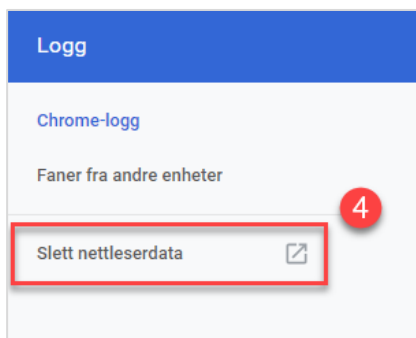 Logg
Chrome-logg
Faner fra andre enheter
4
Slett nettleserdata